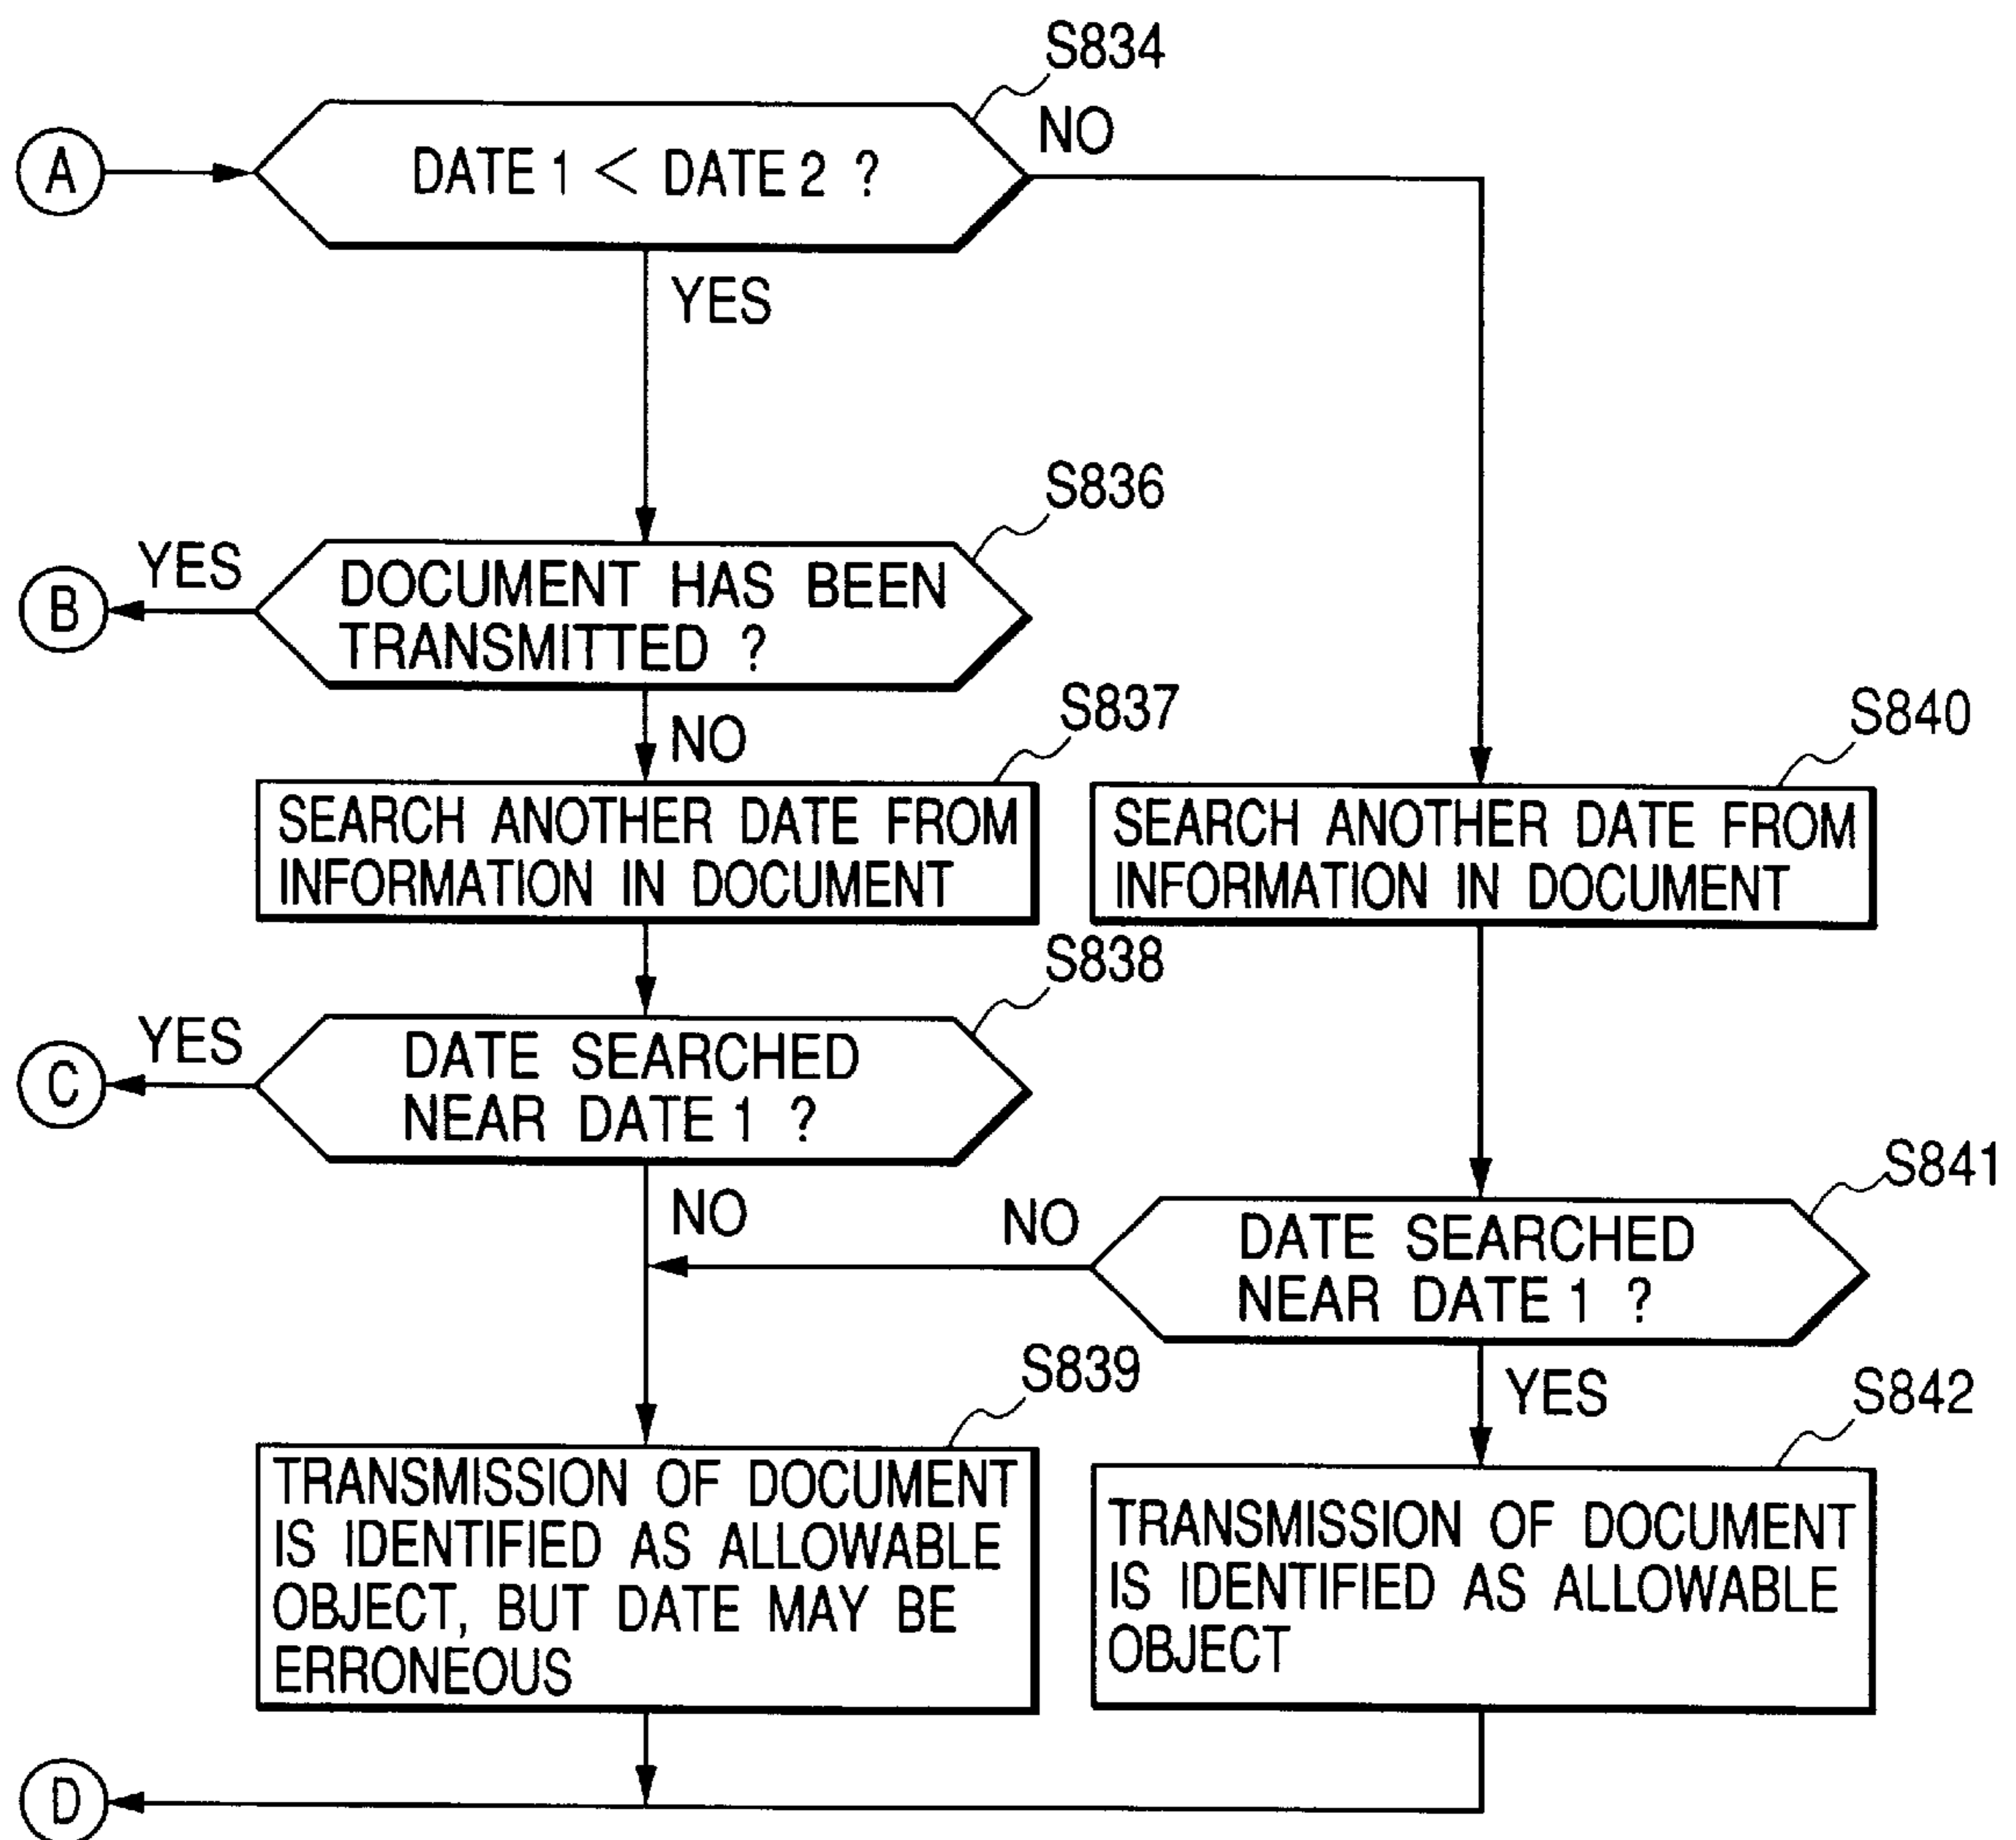 S834
A
DATE 1 < DATE 2 ?
NO
YES
S836
YES
B
DOCUMENT HAS BEEN
TRANSMITTED ?
NO
S837
SEARCH ANOTHER DATE FROM
INFORMATION IN DOCUMENT
S840
SEARCH ANOTHER DATE FROM
INFORMATION IN DOCUMENT
S838
YES
C
DATE SEARCHED
NEAR DATE 1 ?
NO
S841
NO
DATE SEARCHED
NEAR DATE 1 ?
YES
S839
TRANSMISSION OF DOCUMENT
IS IDENTIFIED AS ALLOWABLE
OBJECT, BUT DATE MAY BE
ERRONEOUS
S842
TRANSMISSION OF DOCUMENT
IS IDENTIFIED AS ALLOWABLE
OBJECT
D